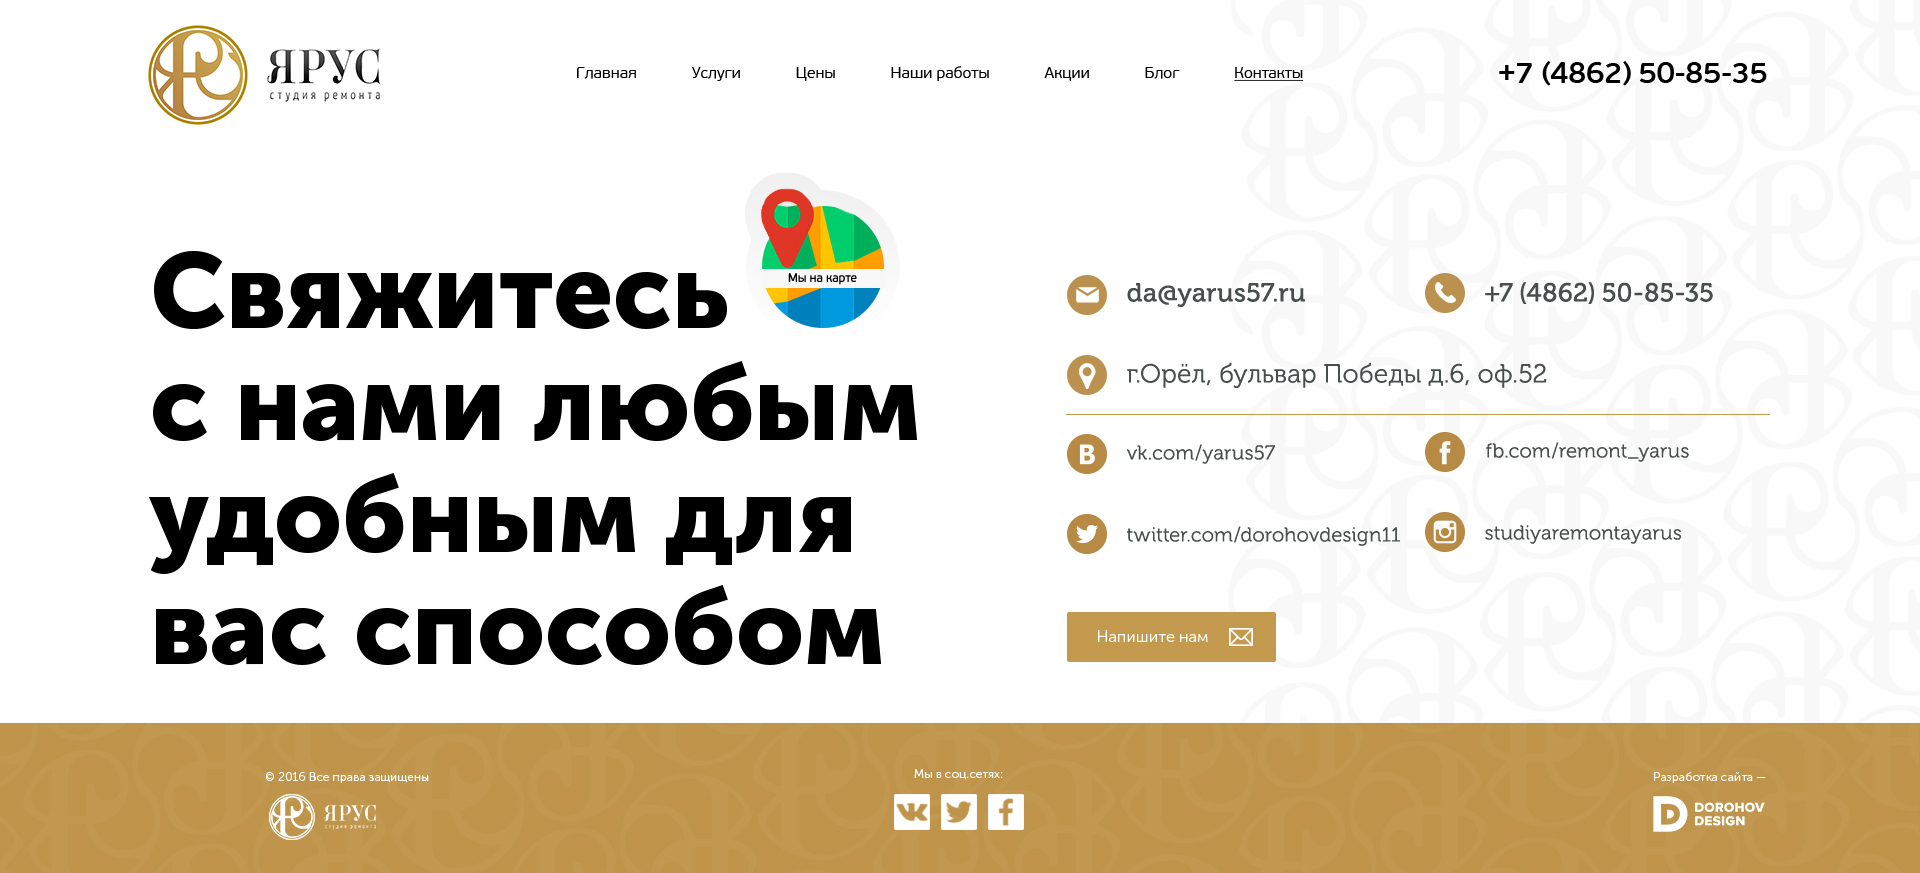 ЯРУС
студия ремонта
Главная Услуги Цены Наши работы Акции Блог Контакты
+7 (4862) 50-85-35
Мы на карте
Свяжитесь
с нами любым
удобным для
вас способом
da@yarus57.ru
+7 (4862) 50-85-35
г.Орёл, бульвар Победы д.6, оф.52
vk.com/yarus57
fb.com/remont_yarus
twitter.com/dorohovdesign11
studiyaremontayarus
Напишите нам
© 2016 Все права защищены
ЯРУС
студия ремонта
Мы в соц.сетях:
Разработка сайта —
DOROHOV
DESIGN